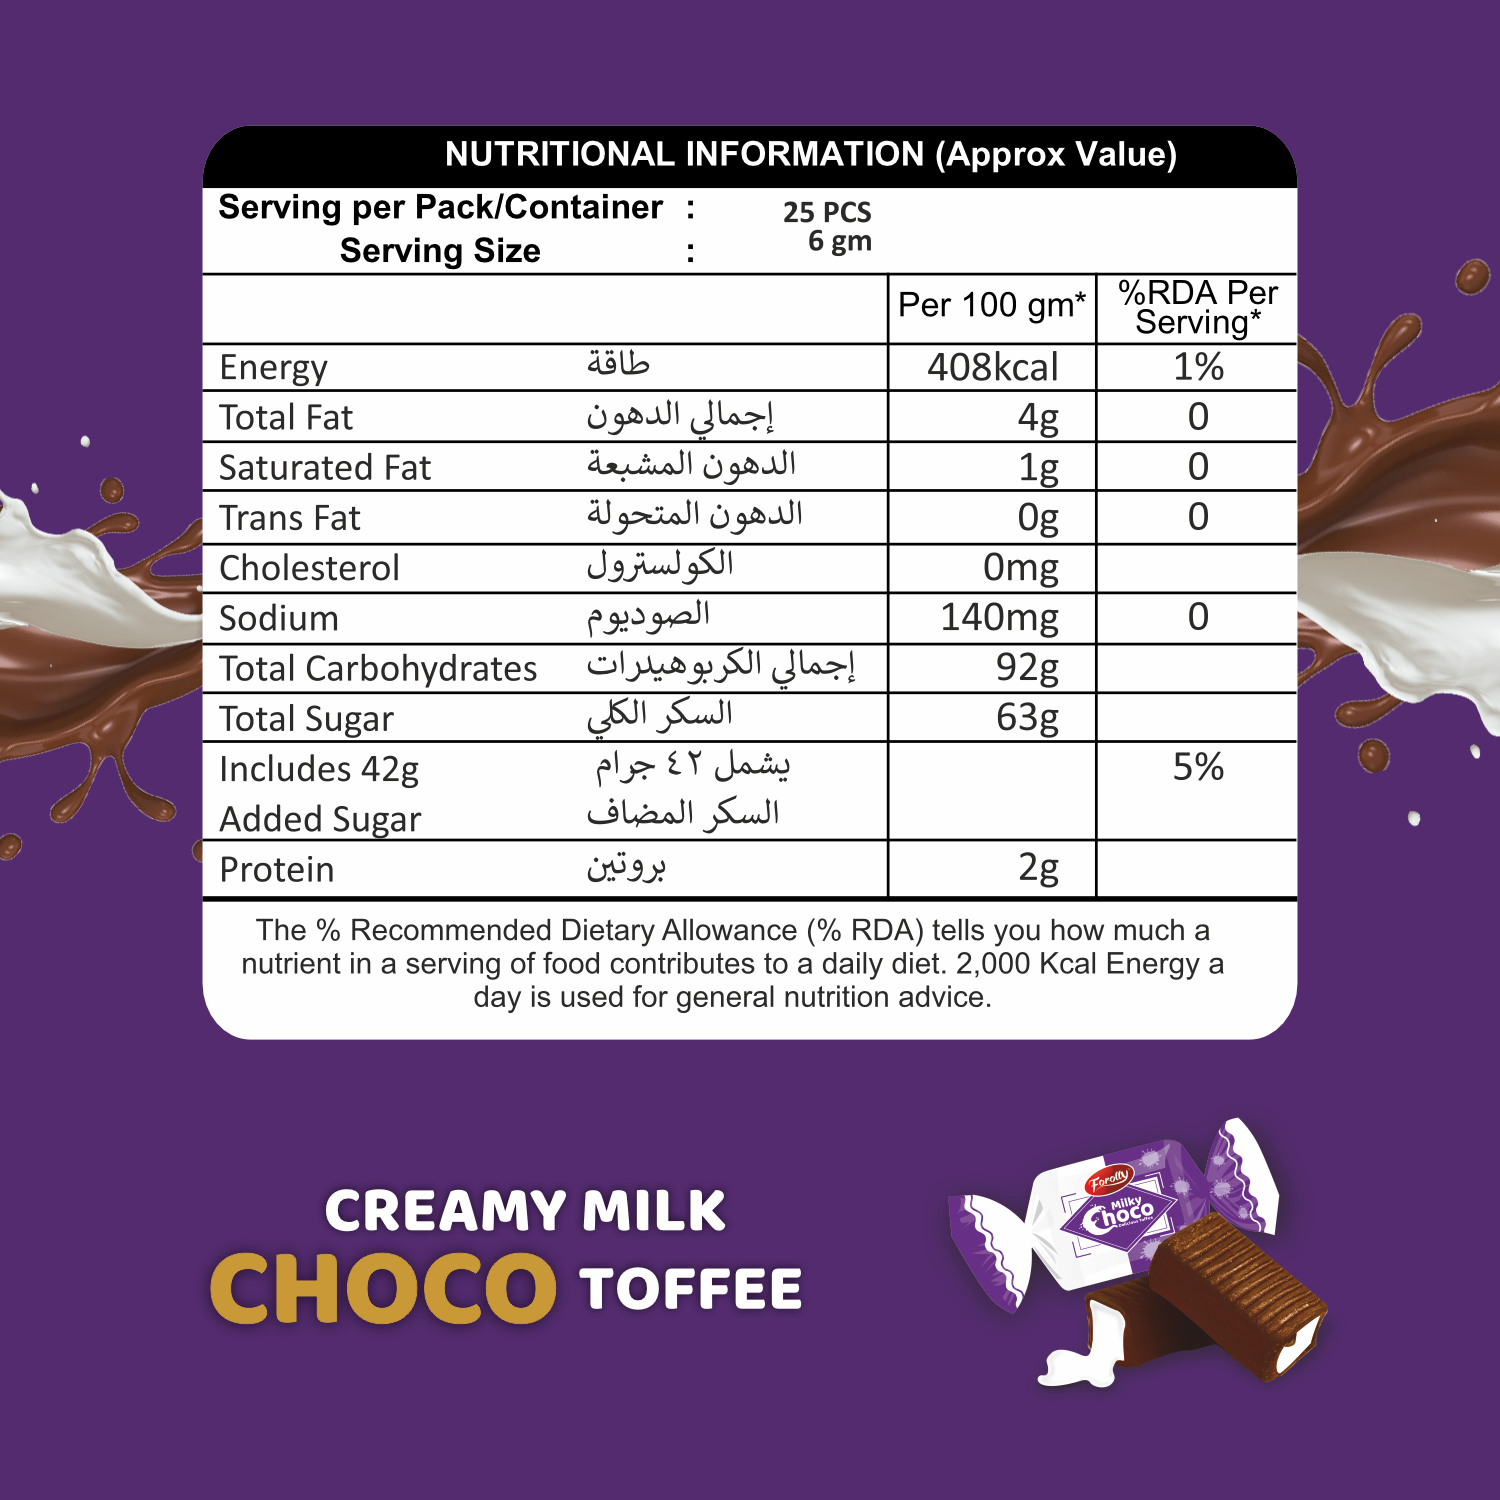 NUTRITIONAL INFORMATION (Approx Value)
Serving per Pack/Container : 25 PCS
Serving Size : 6 gm
Per 100 gm* %RDA Per Serving*
Energy طاقة 408kcal 1%
Total Fat إجمالي الدهون 4g 0
Saturated Fat الدهون المشبعة 1g 0
Trans Fat الدهون المتحولة 0g 0
Cholesterol الكولسترول 0mg
Sodium الصوديوم 140mg 0
Total Carbohydrates إجمالي الكربوهيدرات 92g
Total Sugar السكر الكلي 63g
Includes 42g يشمل ٤٢ جرام 5%
Added Sugar السكر المضاف
Protein بروتين 2g
The % Recommended Dietary Allowance (% RDA) tells you how much a
nutrient in a serving of food contributes to a daily diet. 2,000 Kcal Energy a
day is used for general nutrition advice.
CREAMY MILK
CHOCO TOFFEE
Forolly
Milky
Choco
Delicious Toffee